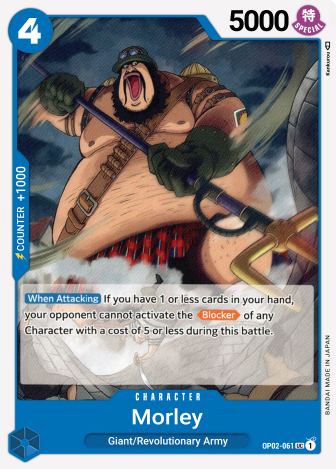 4
5000
特
SPECIAL
Kankurou
COUNTER +1000
When Attacking If you have 1 or less cards in your hand,
your opponent cannot activate the Blocker of any
Character with a cost of 5 or less during this battle.
BANDAI MADE IN JAPAN
CHARACTER
Morley
Giant/Revolutionary Army
OP02-061 UC 1